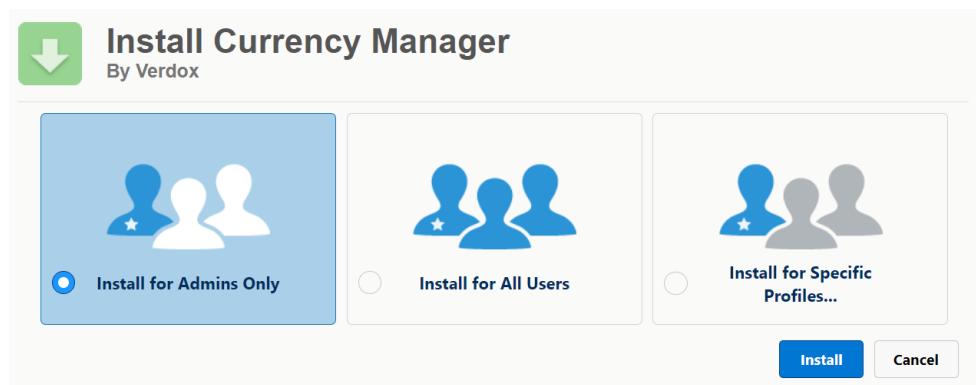 Install Currency Manager
By Verdox
Install for Admins Only
Install for All Users
Install for Specific
Profiles...
Install
Cancel